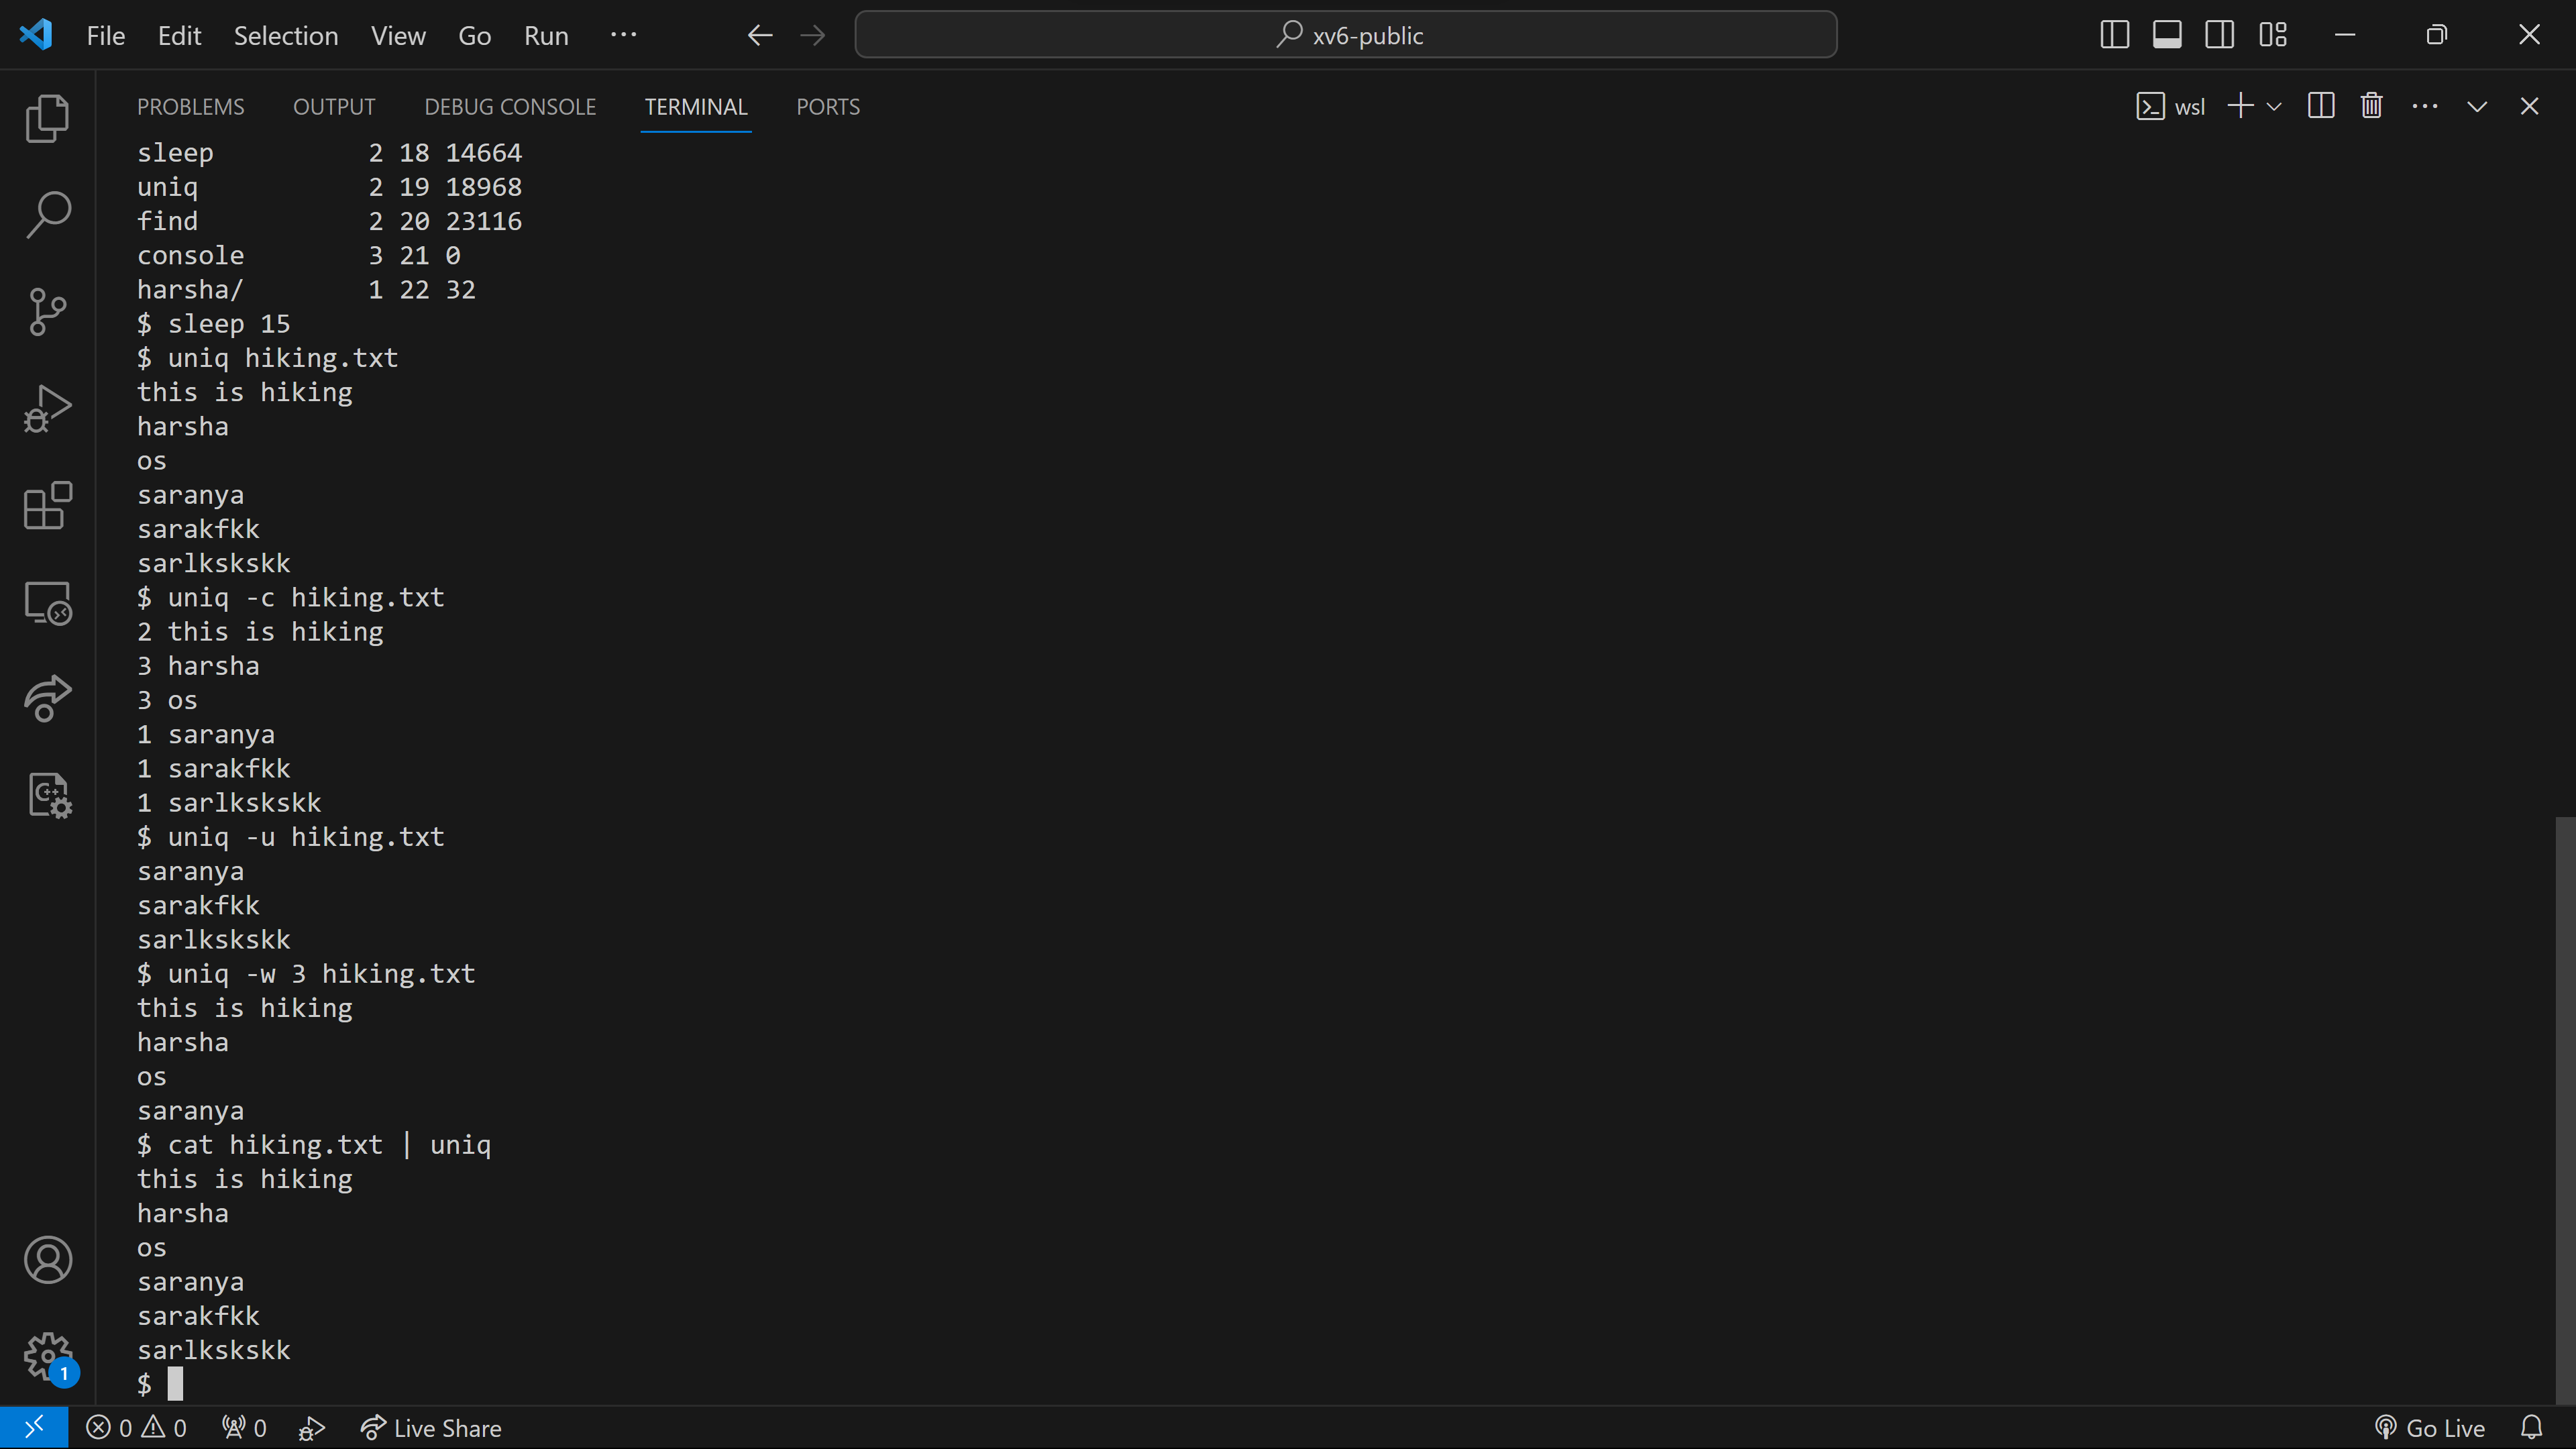 File Edit Selection View Go Run ··· xv6-public
PROBLEMS OUTPUT DEBUG CONSOLE TERMINAL PORTS wsl
sleep 2 18 14664
uniq 2 19 18968
find 2 20 23116
console 3 21 0
harsha/ 1 22 32
$ sleep 15
$ uniq hiking.txt
this is hiking
harsha
os
saranya
sarakfkk
sarlkskskk
$ uniq -c hiking.txt
2 this is hiking
3 harsha
3 os
1 saranya
1 sarakfkk
1 sarlkskskk
$ uniq -u hiking.txt
saranya
sarakfkk
sarlkskskk
$ uniq -w 3 hiking.txt
this is hiking
harsha
os
saranya
$ cat hiking.txt | uniq
this is hiking
harsha
os
saranya
sarakfkk
sarlkskskk
$
1
0 0 0 Live Share Go Live